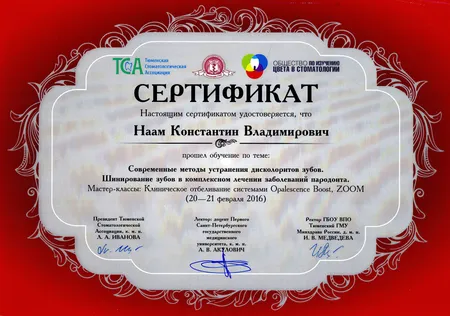 TСA Тюменская
Стоматологическая
Ассоциация
ОБЩЕСТВО ПО ИЗУЧЕНИЮ
ЦВЕТА В СТОМАТОЛОГИИ
СЕРТИФИКАТ
Настоящим сертификатом удостоверяется, что
Наам Константин Владимирович
прошел обучение по теме:
Современные методы устранения дисколоритов зубов.
Шинирование зубов в комплексном лечении заболеваний пародонта.
Мастер-классы: Клиническое отбеливание системами Opalescence Boost, ZOOM
(20—21 февраля 2016)
Президент Тюменской
Стоматологической
Ассоциации, к. м. н.
Л. А. ИВАНОВА
Лектор: доцент Первого
Санкт-Петербургского
государственного
медицинского
университета, к. м. н.
А. В. АКУЛОВИЧ
Ректор ГБОУ ВПО
Тюменский ГМУ
Минздрава России, д. м. н.
И. В. МЕДВЕДЕВА